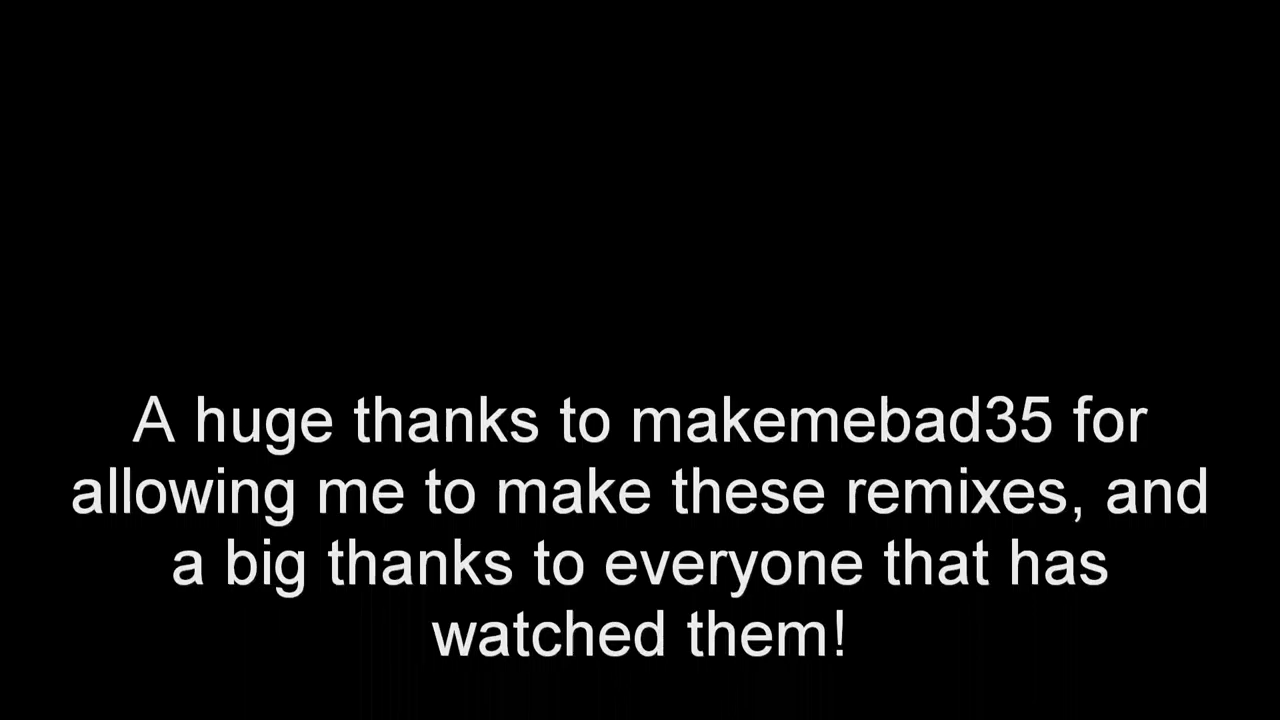 A huge thanks to makemebad35 for
allowing me to make these remixes, and
a big thanks to everyone that has
watched them!